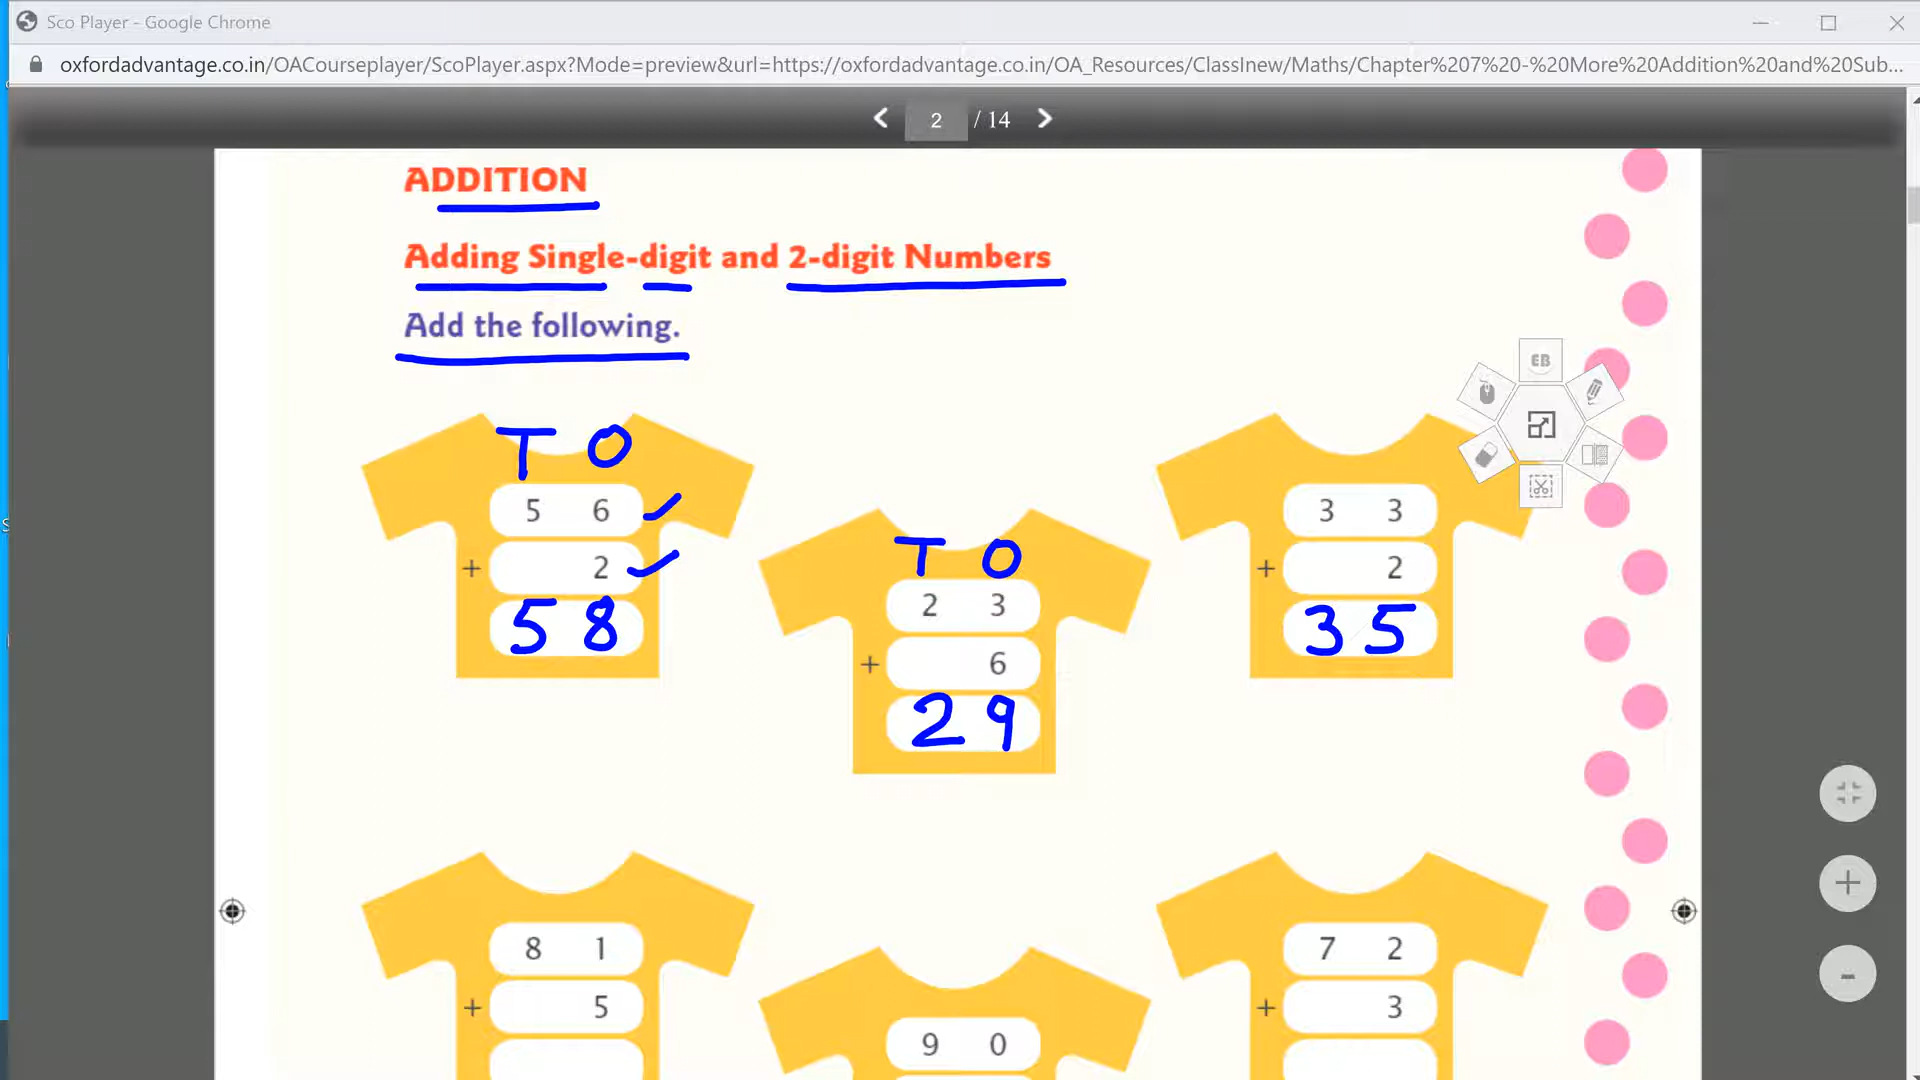 Sco Player - Google Chrome
oxfordadvantage.co.in/OACourseplayer/ScoPlayer.aspx?Mode=preview&url=https://oxfordadvantage.co.in/OA_Resources/ClassInew/Maths/Chapter%207%20-%20More%20Addition%20and%20Sub...
2 / 14
ADDITION
Adding Single-digit and 2-digit Numbers
Add the following.
EB
T O
5 6
+ 2
5 8
T O
2 3
+ 6
2 9
3 3
+ 2
3 5
8 1
+ 5
9 0
7 2
+ 3